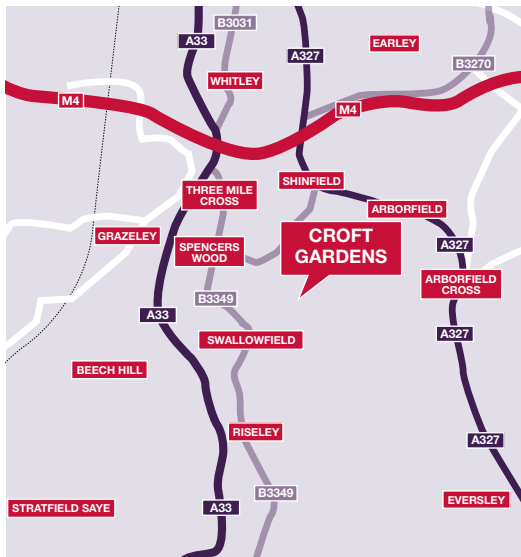 B3031
A33
A327
EARLEY
B3270
WHITLEY
M4
M4
SHINFIELD
THREE MILE
CROSS
ARBORFIELD
GRAZELEY
SPENCERS
WOOD
CROFT
GARDENS
A327
ARBORFIELD
CROSS
B3349
A33
A327
SWALLOWFIELD
BEECH HILL
RISELEY
A327
B3349
EVERSLEY
STRATFIELD SAYE
A33